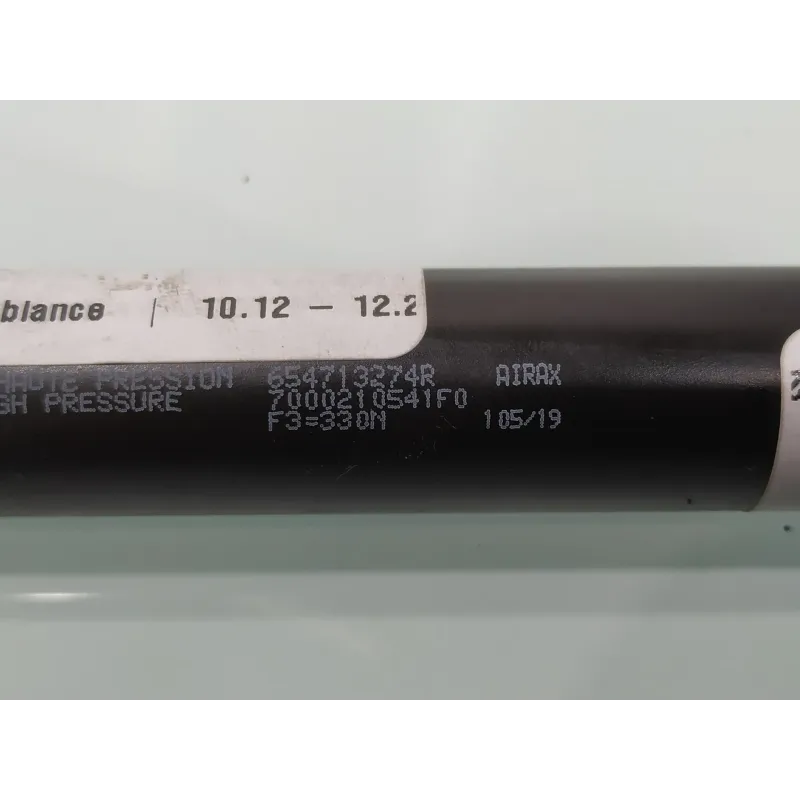 blance | 10.12 - 12.2
HAUTE PRESSION 654713274R AIRAX
GH PRESSURE 7000210541F0
F3=330N 105/19